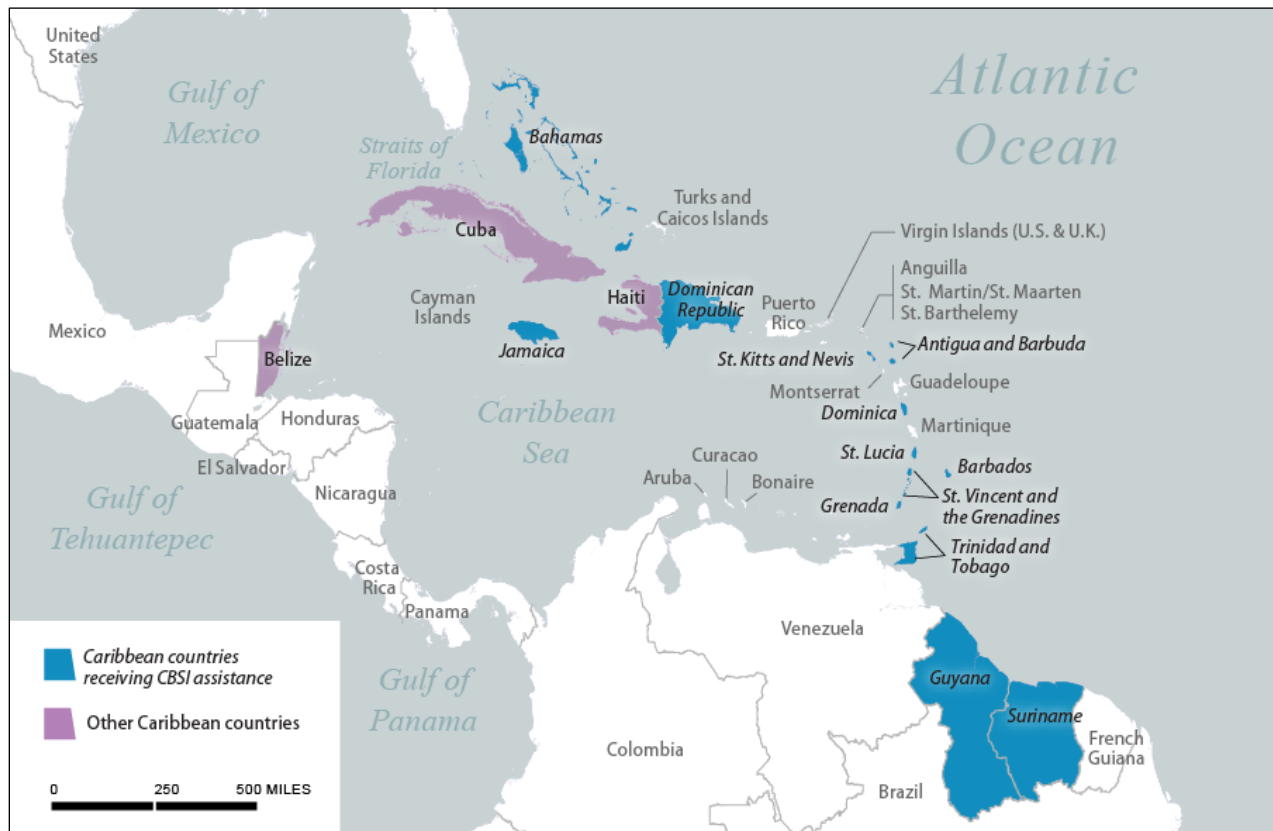 United
States
Gulf of
Mexico
Atlantic
Ocean
Straits of
Florida
Bahamas
Turks and
Caicos Islands
Cuba
Virgin Islands (U.S. & U.K.)
Anguilla
St. Martin/St. Maarten
St. Barthelemy
Cayman
Islands
Haiti
Dominican
Republic
Puerto
Rico
Mexico
Jamaica
Belize
St. Kitts and Nevis
Antigua and Barbuda
Montserrat
Guadeloupe
Dominica
Martinique
Guatemala
Honduras
Caribbean
Sea
El Salvador
St. Lucia
Barbados
Nicaragua
Curacao
Aruba
Bonaire
Grenada
St. Vincent and
the Grenadines
Gulf of
Tehuantepec
Trinidad and
Tobago
Costa
Rica
Panama
Venezuela
Guyana
Suriname
French
Guiana
Gulf of
Panama
Colombia
Brazil
Caribbean countries
receiving CBSI assistance
Other Caribbean countries
0 250 500 MILES